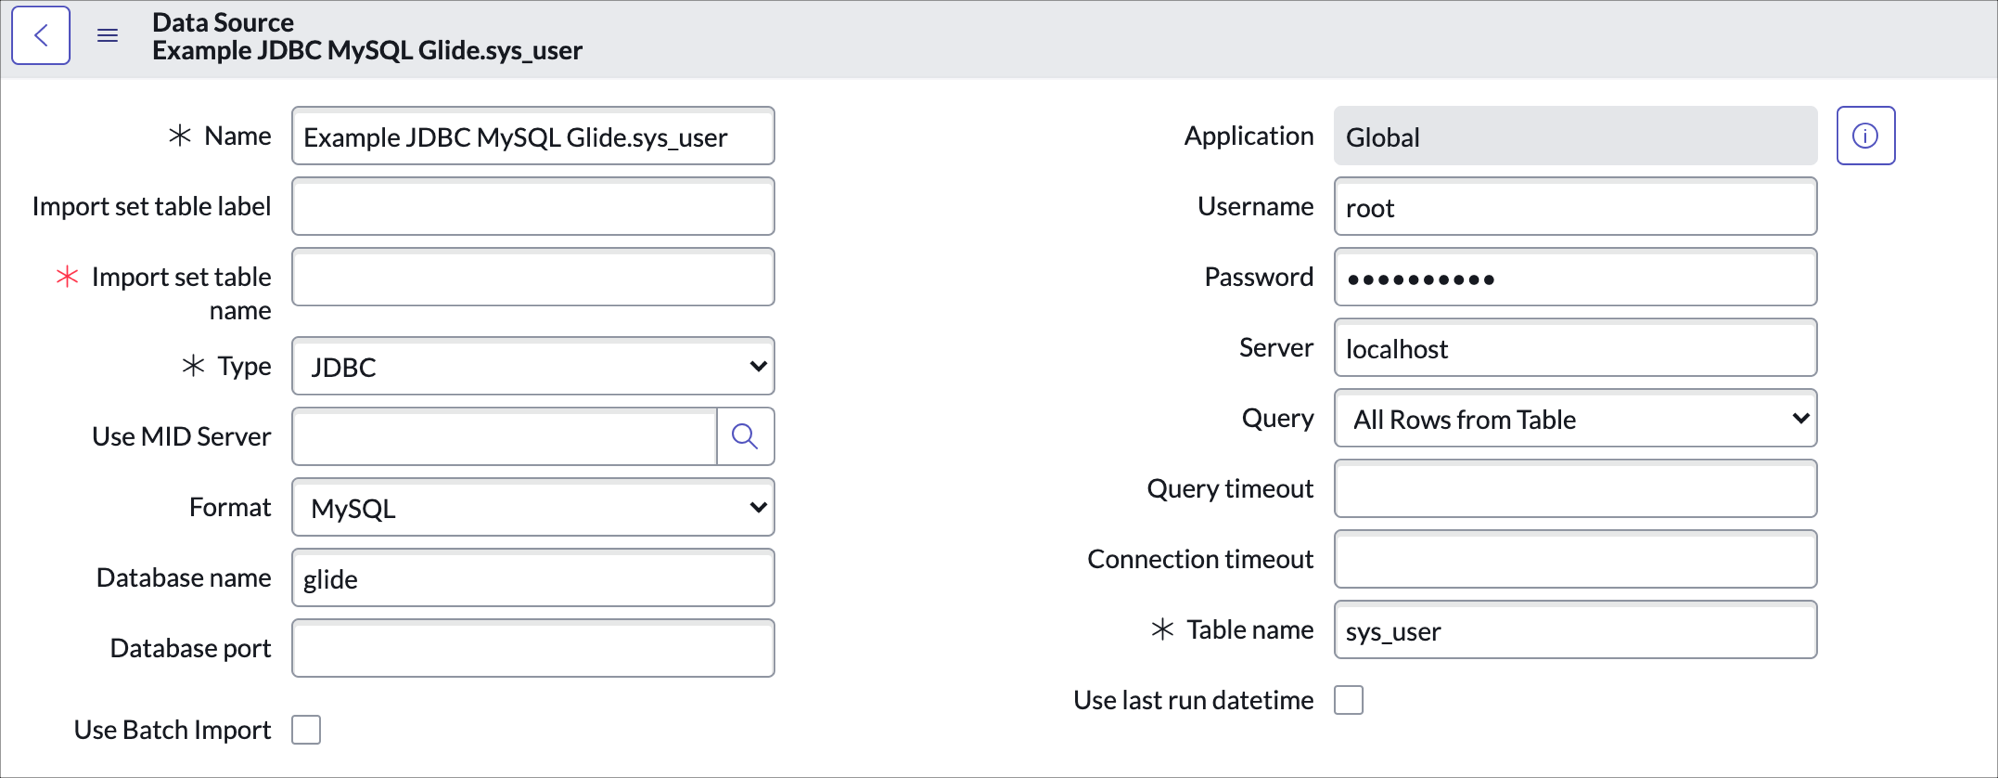 Data Source
Example JDBC MySQL Glide.sys_user
* Name
Example JDBC MySQL Glide.sys_user
Import set table label
* Import set table
name
* Type
JDBC
Use MID Server
Format
MySQL
Database name
glide
Database port
Use Batch Import
Application
Global
Username
root
Password
••••••••••
Server
localhost
Query
All Rows from Table
Query timeout
Connection timeout
* Table name
sys_user
Use last run datetime